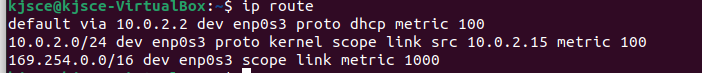 kjsce@kjsce-VirtualBox:~$ ip route
default via 10.0.2.2 dev enp0s3 proto dhcp metric 100
10.0.2.0/24 dev enp0s3 proto kernel scope link src 10.0.2.15 metric 100
169.254.0.0/16 dev enp0s3 scope link metric 1000